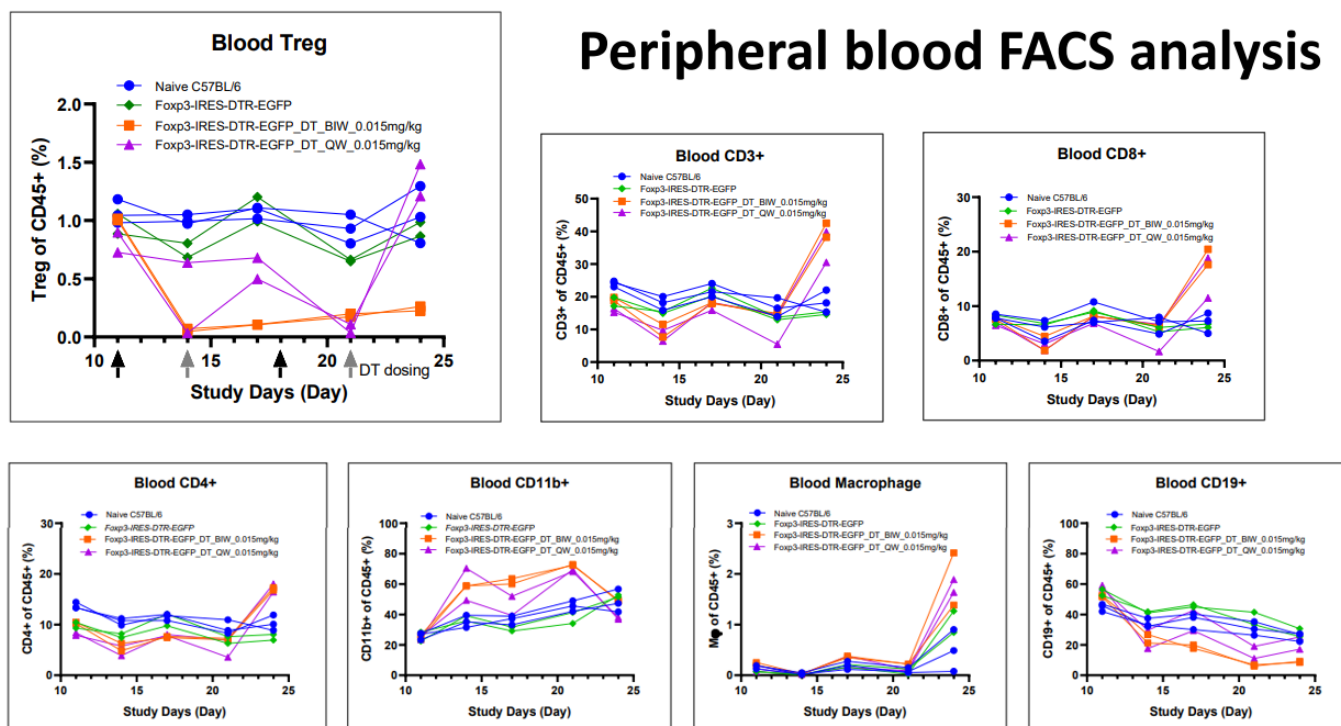 Peripheral blood FACS analysis
Blood Treg
Naive C57BL/6
Foxp3-IRES-DTR-EGFP
Foxp3-IRES-DTR-EGFP_DT_BIW_0.015mg/kg
Foxp3-IRES-DTR-EGFP_DT_QW_0.015mg/kg
Treg of CD45+ (%)
2.0
1.5
1.0
0.5
0.0
10 15 20 25
DT dosing
Study Days (Day)
Blood CD3+
Naive C57BL/6
Foxp3-IRES-DTR-EGFP
Foxp3-IRES-DTR-EGFP_DT_BIW_0.015mg/kg
Foxp3-IRES-DTR-EGFP_DT_QW_0.015mg/kg
CD3+ of CD45+ (%)
50
40
30
20
10
0
10 15 20 25
Study Days (Day)
Blood CD8+
Naive C57BL/6
Foxp3-IRES-DTR-EGFP
Foxp3-IRES-DTR-EGFP_DT_BIW_0.015mg/kg
Foxp3-IRES-DTR-EGFP_DT_QW_0.015mg/kg
CD8+ of CD45+ (%)
30
20
10
0
10 15 20 25
Study Days (Day)
Blood CD4+
Naive C57BL/6
Foxp3-IRES-DTR-EGFP
Foxp3-IRES-DTR-EGFP_DT_BIW_0.015mg/kg
Foxp3-IRES-DTR-EGFP_DT_QW_0.015mg/kg
CD4+ of CD45+ (%)
30
20
10
0
10 15 20 25
Study Days (Day)
Blood CD11b+
Naive C57BL/6
Foxp3-IRES-DTR-EGFP
Foxp3-IRES-DTR-EGFP_DT_BIW_0.015mg/kg
Foxp3-IRES-DTR-EGFP_DT_QW_0.015mg/kg
CD11b+ of CD45+ (%)
100
80
60
40
20
0
10 15 20 25
Study Days (Day)
Blood Macrophage
Naive C57BL/6
Foxp3-IRES-DTR-EGFP
Foxp3-IRES-DTR-EGFP_DT_BIW_0.015mg/kg
Foxp3-IRES-DTR-EGFP_DT_QW_0.015mg/kg
of CD45+ (%)
3
2
1
0
10 15 20 25
Study Days (Day)
Blood CD19+
Naive C57BL/6
Foxp3-IRES-DTR-EGFP
Foxp3-IRES-DTR-EGFP_DT_BIW_0.015mg/kg
Foxp3-IRES-DTR-EGFP_DT_QW_0.015mg/kg
CD19+ of CD45+ (%)
100
80
60
40
20
0
10 15 20 25
Study Days (Day)